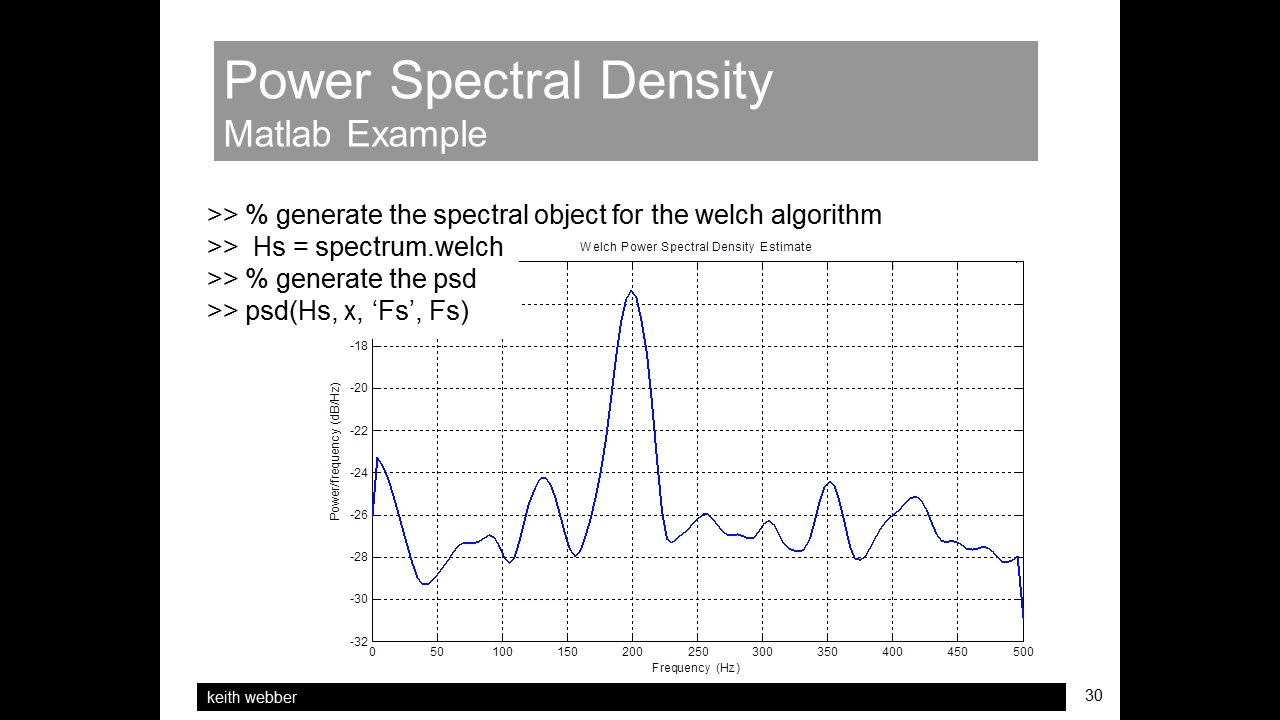 Power Spectral Density
Matlab Example
>> % generate the spectral object for the welch algorithm
>> Hs = spectrum.welch
>> % generate the psd
>> psd(Hs, x, ‘Fs’, Fs)
Welch Power Spectral Density Estimate
-18
-20
-22
-24
-26
-28
-30
-32
Power/frequency (dB/Hz)
0 50 100 150 200 250 300 350 400 450 500
Frequency (Hz)
keith webber
30